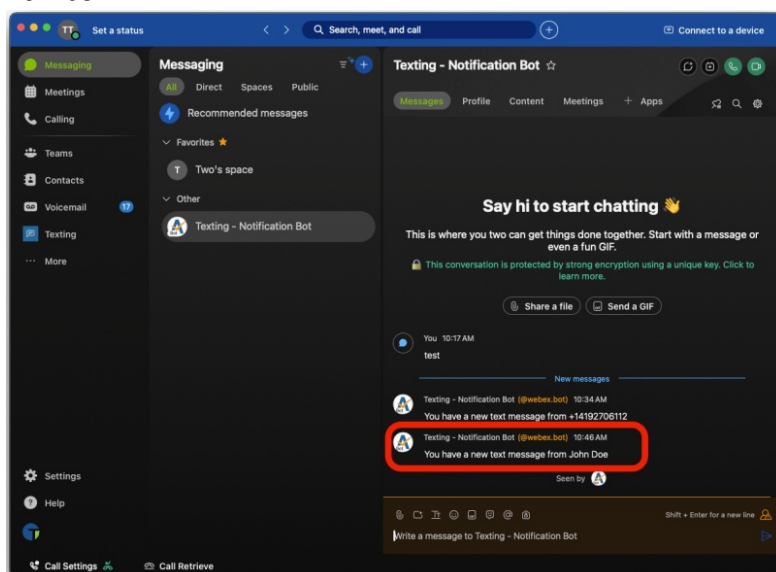 TT
Set a status
Search, meet, and call
Connect to a device
Messaging
Meetings
Calling
Teams
Contacts
Voicemail 17
Texting
More
Settings
Help
Call Settings
Call Retrieve
Messaging
All Direct Spaces Public
Recommended messages
Favorites
T Two's space
Other
Texting - Notification Bot
Texting - Notification Bot
Messages Profile Content Meetings + Apps
Say hi to start chatting
This is where you two can get things done together. Start with a message or
even a fun GIF.
This conversation is protected by strong encryption using a unique key. Click to
learn more.
Share a file Send a GIF
You 10:17 AM
test
New messages
Texting - Notification Bot (@webex.bot) 10:34 AM
You have a new text message from +14192706112
Texting - Notification Bot (@webex.bot) 10:46 AM
You have a new text message from John Doe
Seen by
Shift + Enter for a new line
Write a message to Texting - Notification Bot